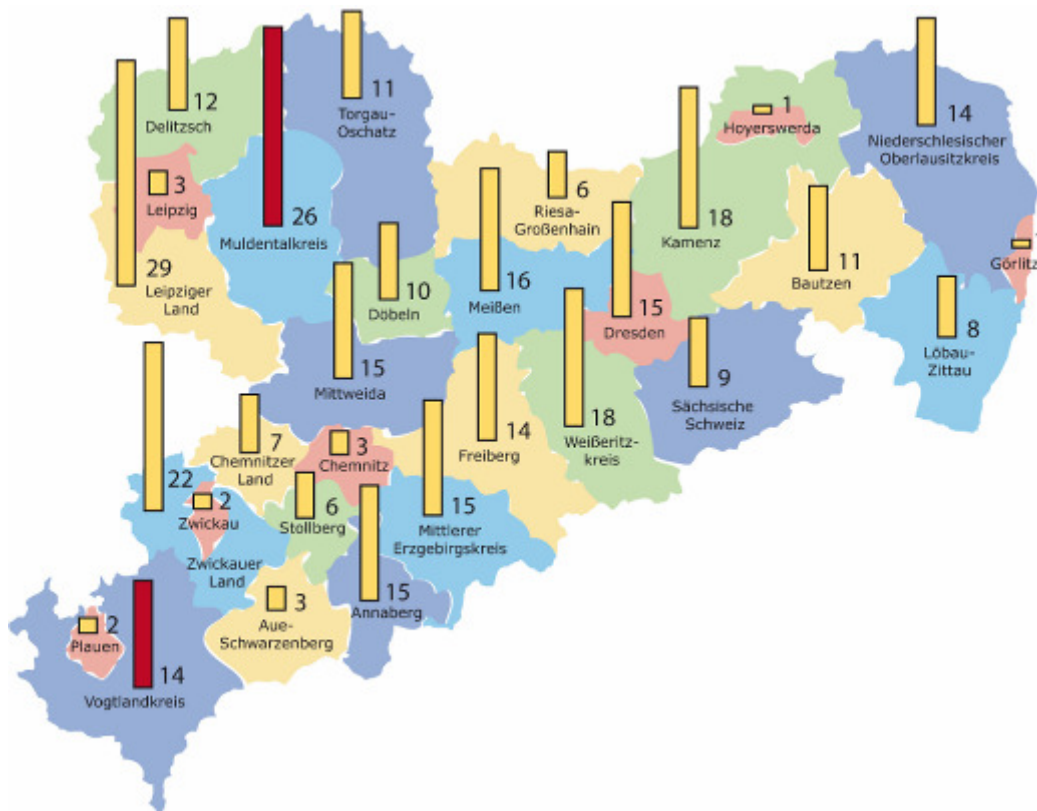 12
Delitzsch
11
Torgau-
Oschatz
1
Hoyerswerda
14
Niederschlesischer
Oberlausitzkreis
3
Leipzig
26
Muldentalkreis
6
Riesa-
Großenhain
18
Kamenz
11
Bautzen
Görlitz
29
Leipziger
Land
10
Döbeln
16
Meißen
15
Dresden
8
Löbau-
Zittau
15
Mittweida
9
Sächsische
Schweiz
7
Chemnitzer
Land
3
Chemnitz
14
Freiberg
18
Weißeritz-
kreis
22
2
Zwickau
Zwickauer
Land
6
Stollberg
15
Mittlerer
Erzgebirgskreis
15
Annaberg
3
Aue-
Schwarzenberg
2
Plauen
14
Vogtlandkreis